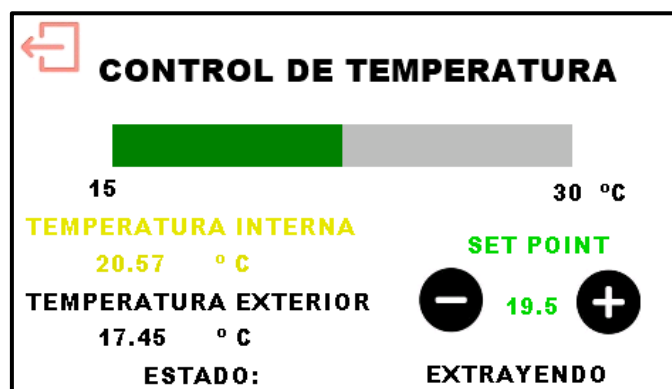 CONTROL DE TEMPERATURA
15
30 ºC
TEMPERATURA INTERNA
20.57 º C
SET POINT
19.5
TEMPERATURA EXTERIOR
17.45 º C
ESTADO: EXTRAYENDO